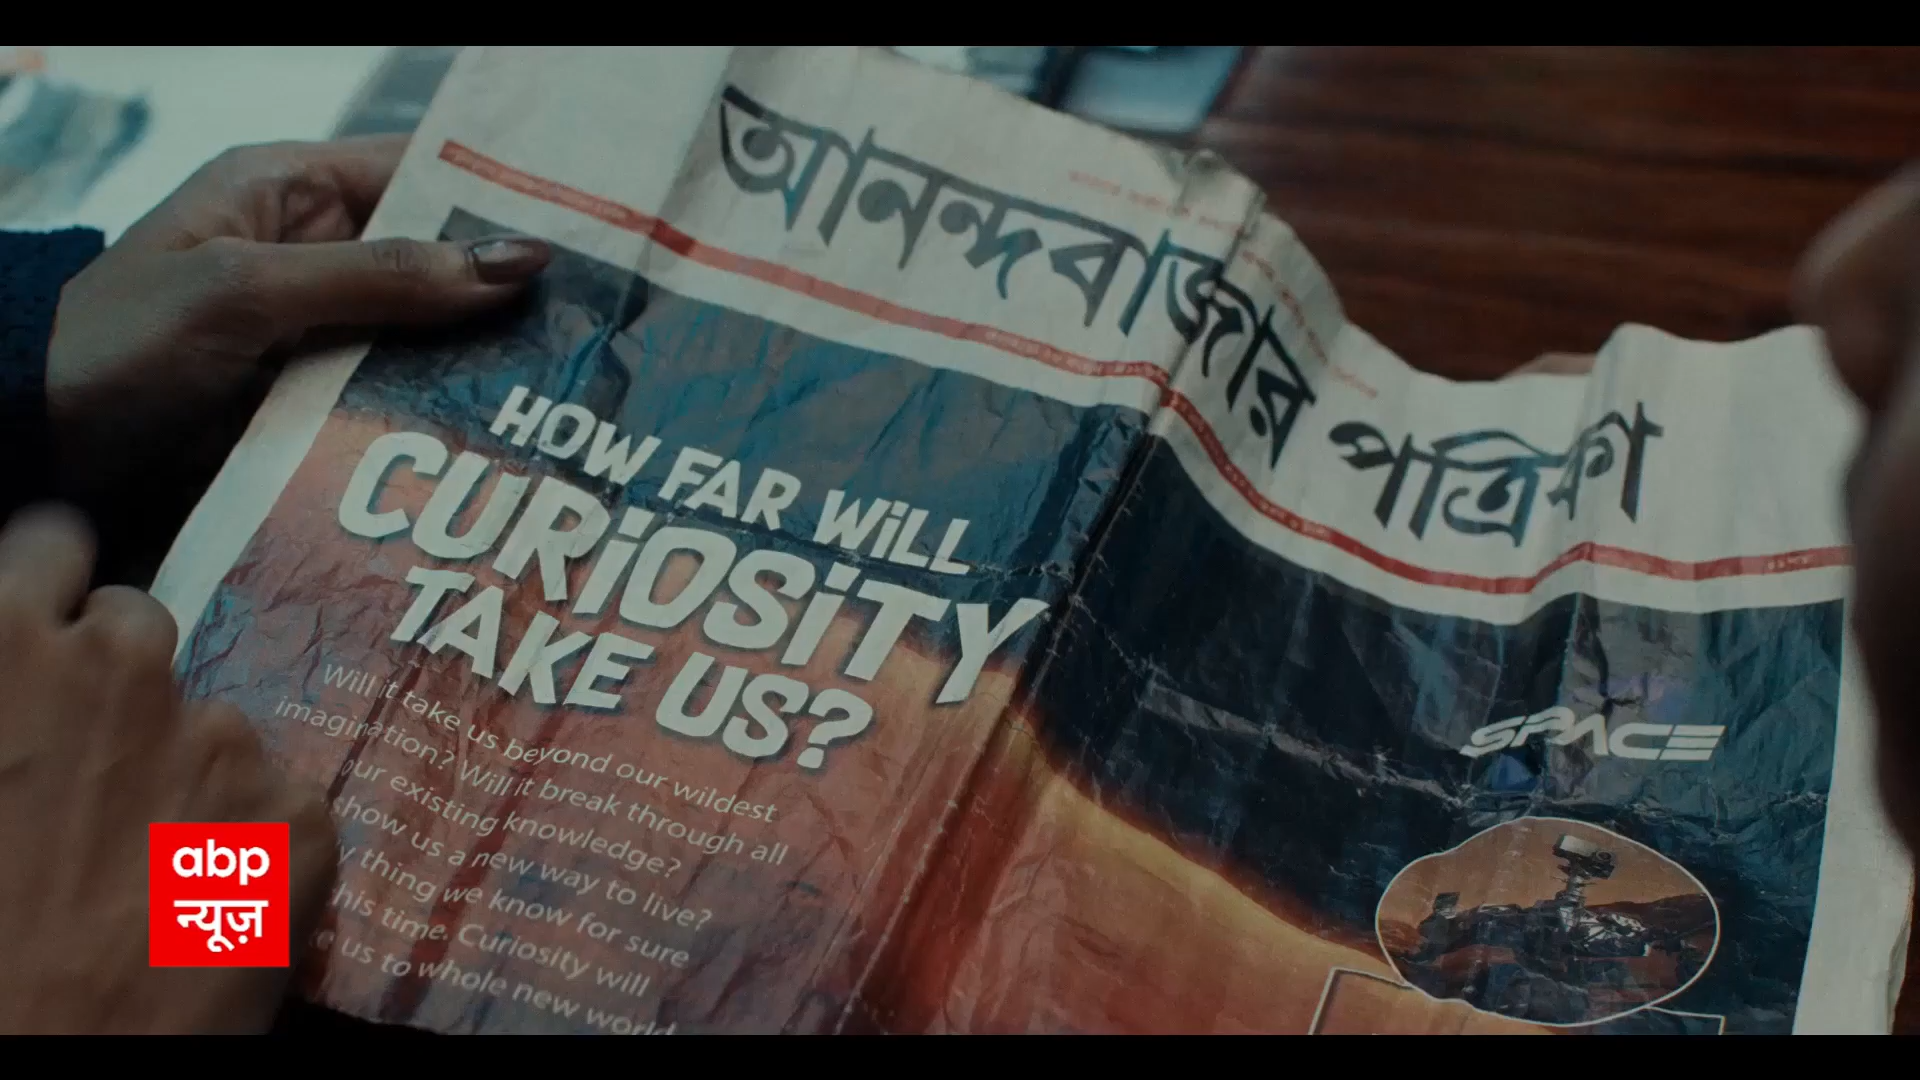 আনন্দবাজার পত্রিকা
HOW FAR WiLL
CURiOSiTY
TAKE US?
Will it take us beyond our wildest
imagination? Will it break through all
our existing knowledge?
show us a new way to live?
thing we know for sure
this time. Curiosity will
us to whole new world
SPACE
abp
न्यूज़